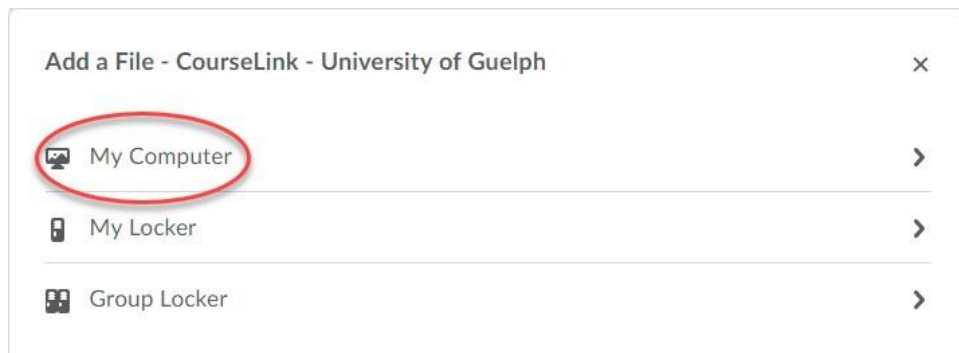 Add a File - CourseLink - University of Guelph
My Computer
My Locker
Group Locker